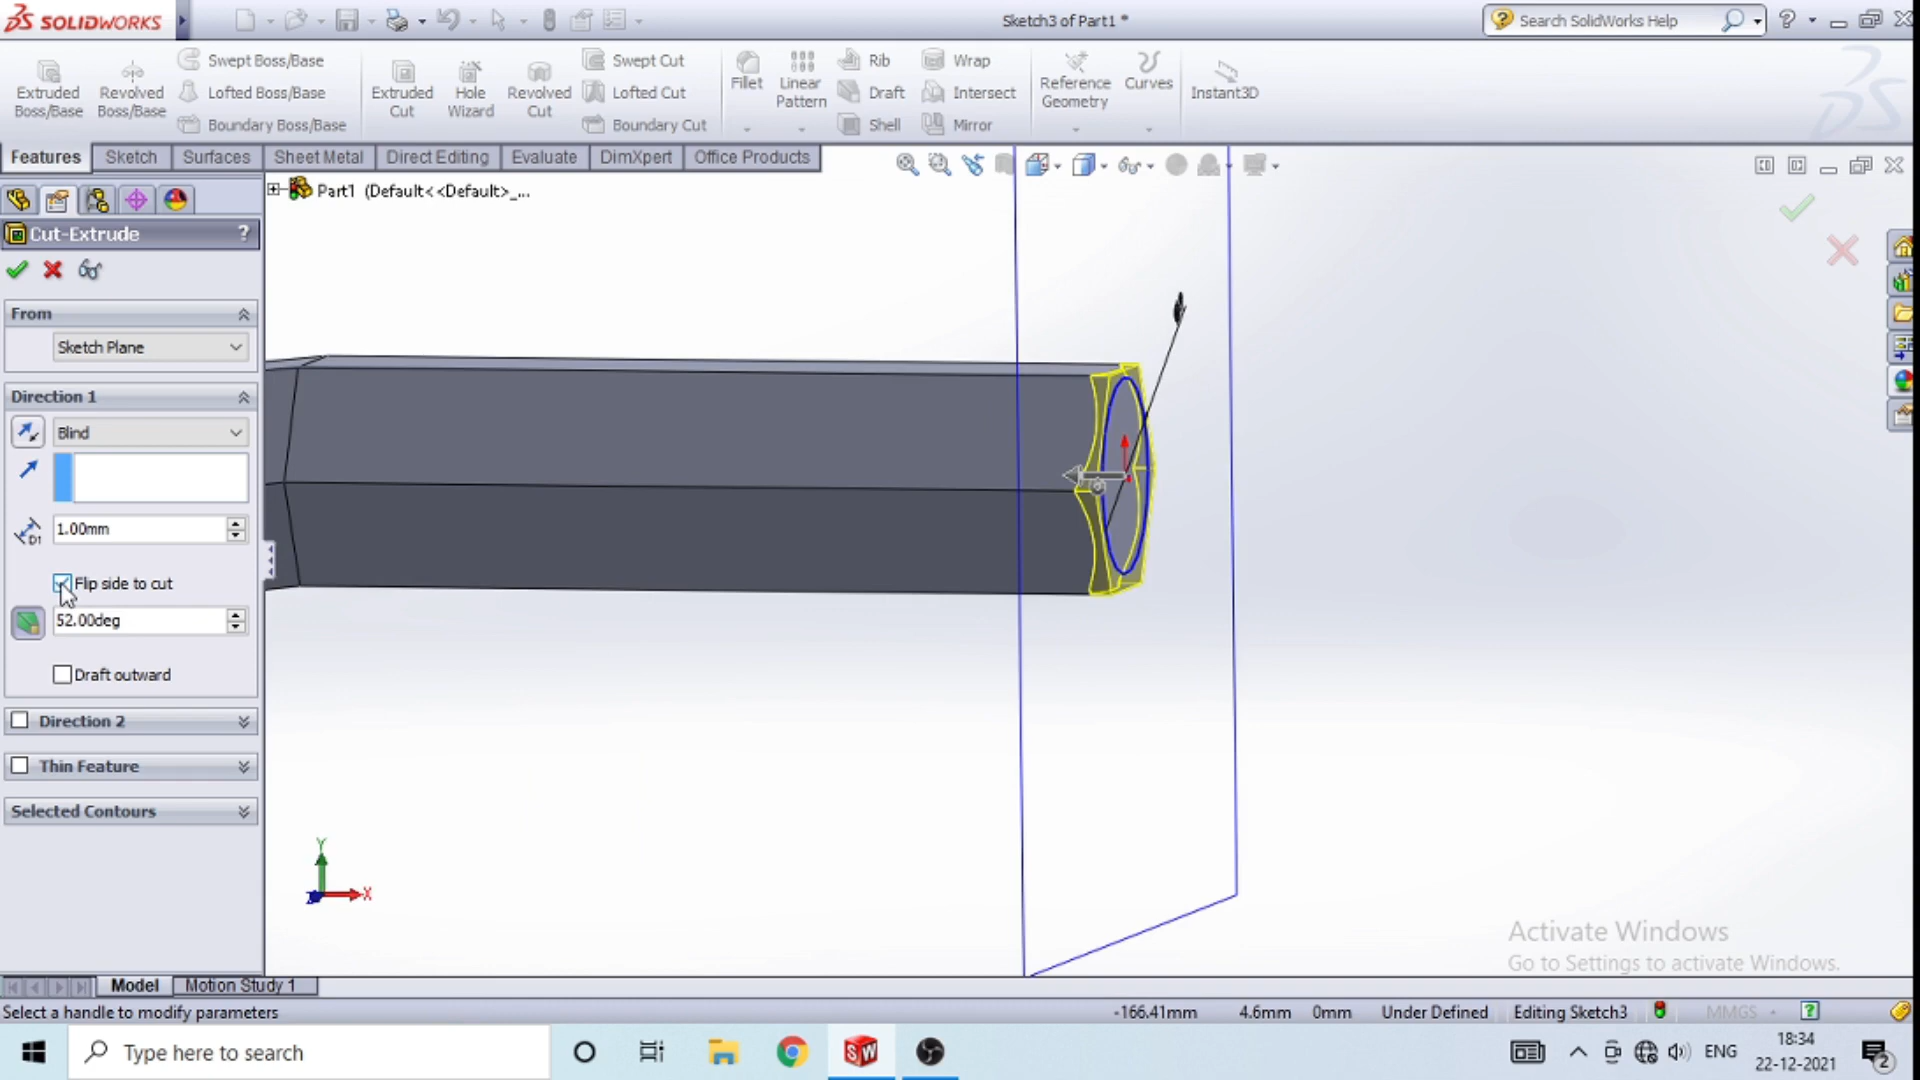 SOLIDWORKS
Sketch3 of Part1 *
Search SolidWorks Help
Extruded Boss/Base
Revolved Boss/Base
Swept Boss/Base
Lofted Boss/Base
Boundary Boss/Base
Extruded Cut
Hole Wizard
Revolved Cut
Swept Cut
Lofted Cut
Boundary Cut
Fillet
Linear Pattern
Rib
Draft
Shell
Wrap
Intersect
Mirror
Reference Geometry
Curves
Instant3D
Features
Sketch
Surfaces
Sheet Metal
Direct Editing
Evaluate
DimXpert
Office Products
Part1 (Default<<Default>_...
Cut-Extrude
?
From
Sketch Plane
Direction 1
Blind
D1
1.00mm
Flip side to cut
52.00deg
Draft outward
Direction 2
Thin Feature
Selected Contours
Y
X
Z
Activate Windows
Go to Settings to activate Windows.
Model
Motion Study 1
Select a handle to modify parameters
-166.41mm
4.6mm
0mm
Under Defined
Editing Sketch3
MMGS
?
Type here to search
SW
ENG
18:34
22-12-2021
2